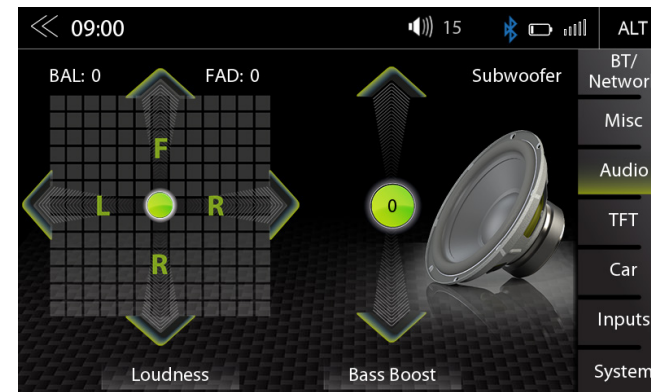 09:00
15
ALT
BAL: 0
FAD: 0
Subwoofer
BT/
Networ
Misc
Audio
F
L
R
0
TFT
R
Car
Inputs
Loudness
Bass Boost
System